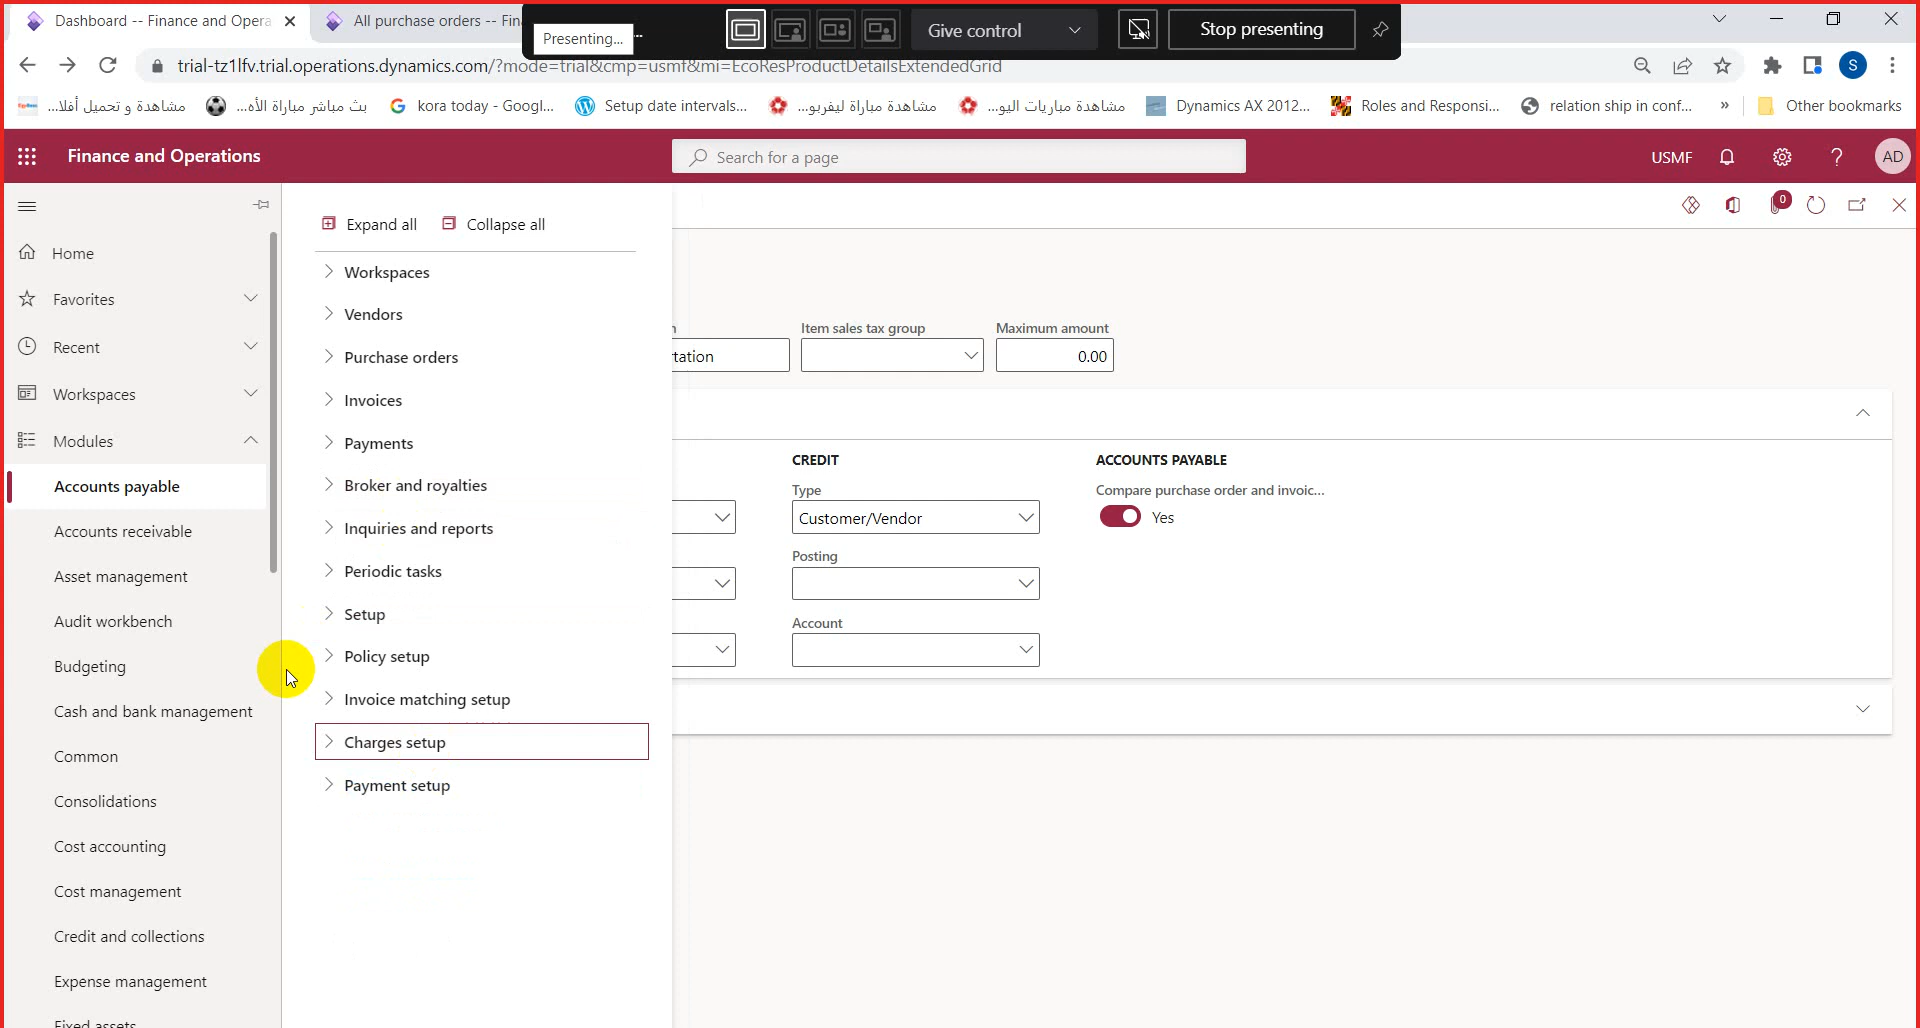 Dashboard -- Finance and Opera
All purchase orders -- Fin
Presenting...
...
Give control
Stop presenting
trial-tz1lfv.trial.operations.dynamics.com/?mode=trial&cmp=usmf&mi=EcoResProductDetailsExtendedGrid
S
مشاهدة و تحميل أفلا...
بث مباشر مباراة الأه...
kora today - Googl...
Setup date intervals...
مشاهدة مباراة ليفربو...
مشاهدة مباريات اليو...
Dynamics AX 2012...
Roles and Responsi...
relation ship in conf...
»
Other bookmarks
Finance and Operations
Search for a page
USMF
?
AD
0
Expand all
Collapse all
Home
Favorites
Recent
Workspaces
Modules
Accounts payable
Accounts receivable
Asset management
Audit workbench
Budgeting
Cash and bank management
Common
Consolidations
Cost accounting
Cost management
Credit and collections
Expense management
Fixed assets
Workspaces
Vendors
Purchase orders
Invoices
Payments
Broker and royalties
Inquiries and reports
Periodic tasks
Setup
Policy setup
Invoice matching setup
Charges setup
Payment setup
Item sales tax group
Maximum amount
tation
0.00
CREDIT
Type
Customer/Vendor
Posting
Account
ACCOUNTS PAYABLE
Compare purchase order and invoic...
Yes